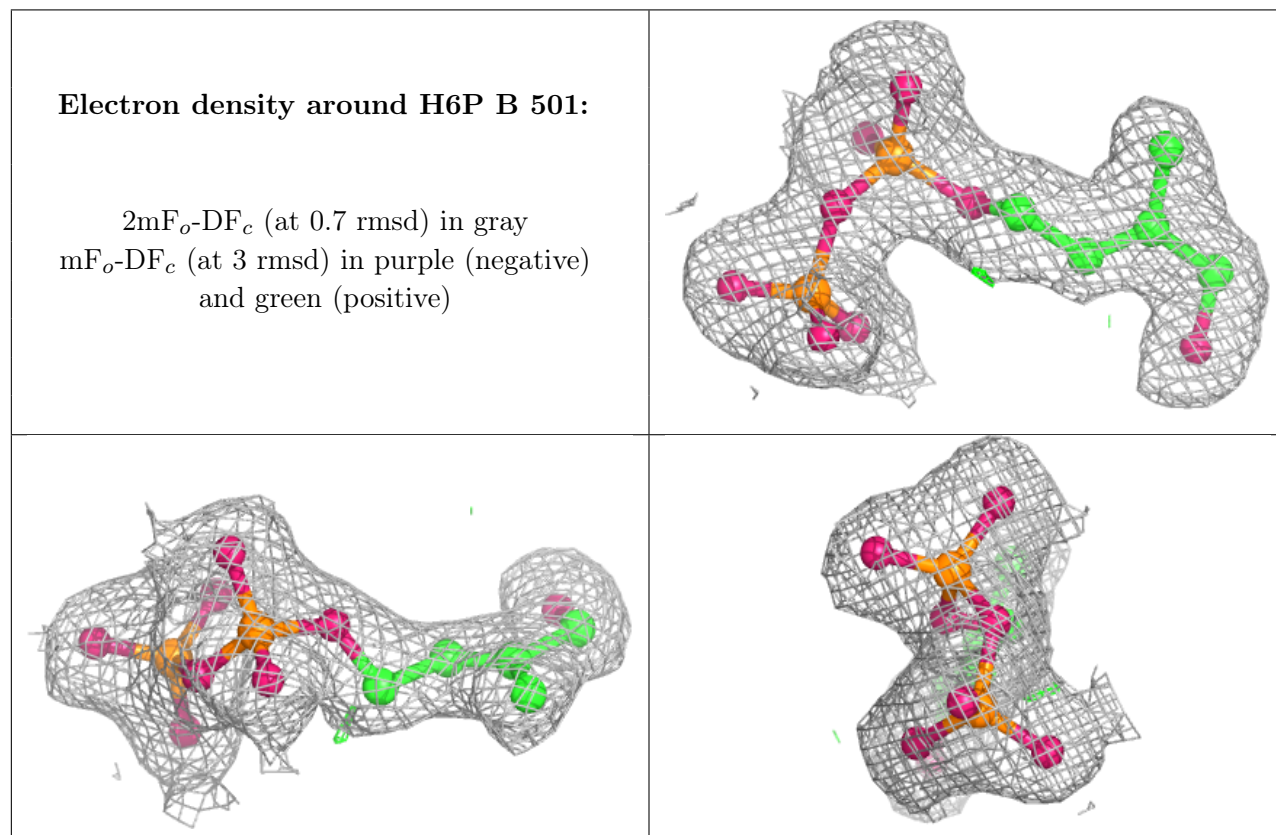 Electron density around H6P B 501:
2mFₒ-DF𝒸 (at 0.7 rmsd) in gray
mFₒ-DF𝒸 (at 3 rmsd) in purple (negative)
and green (positive)